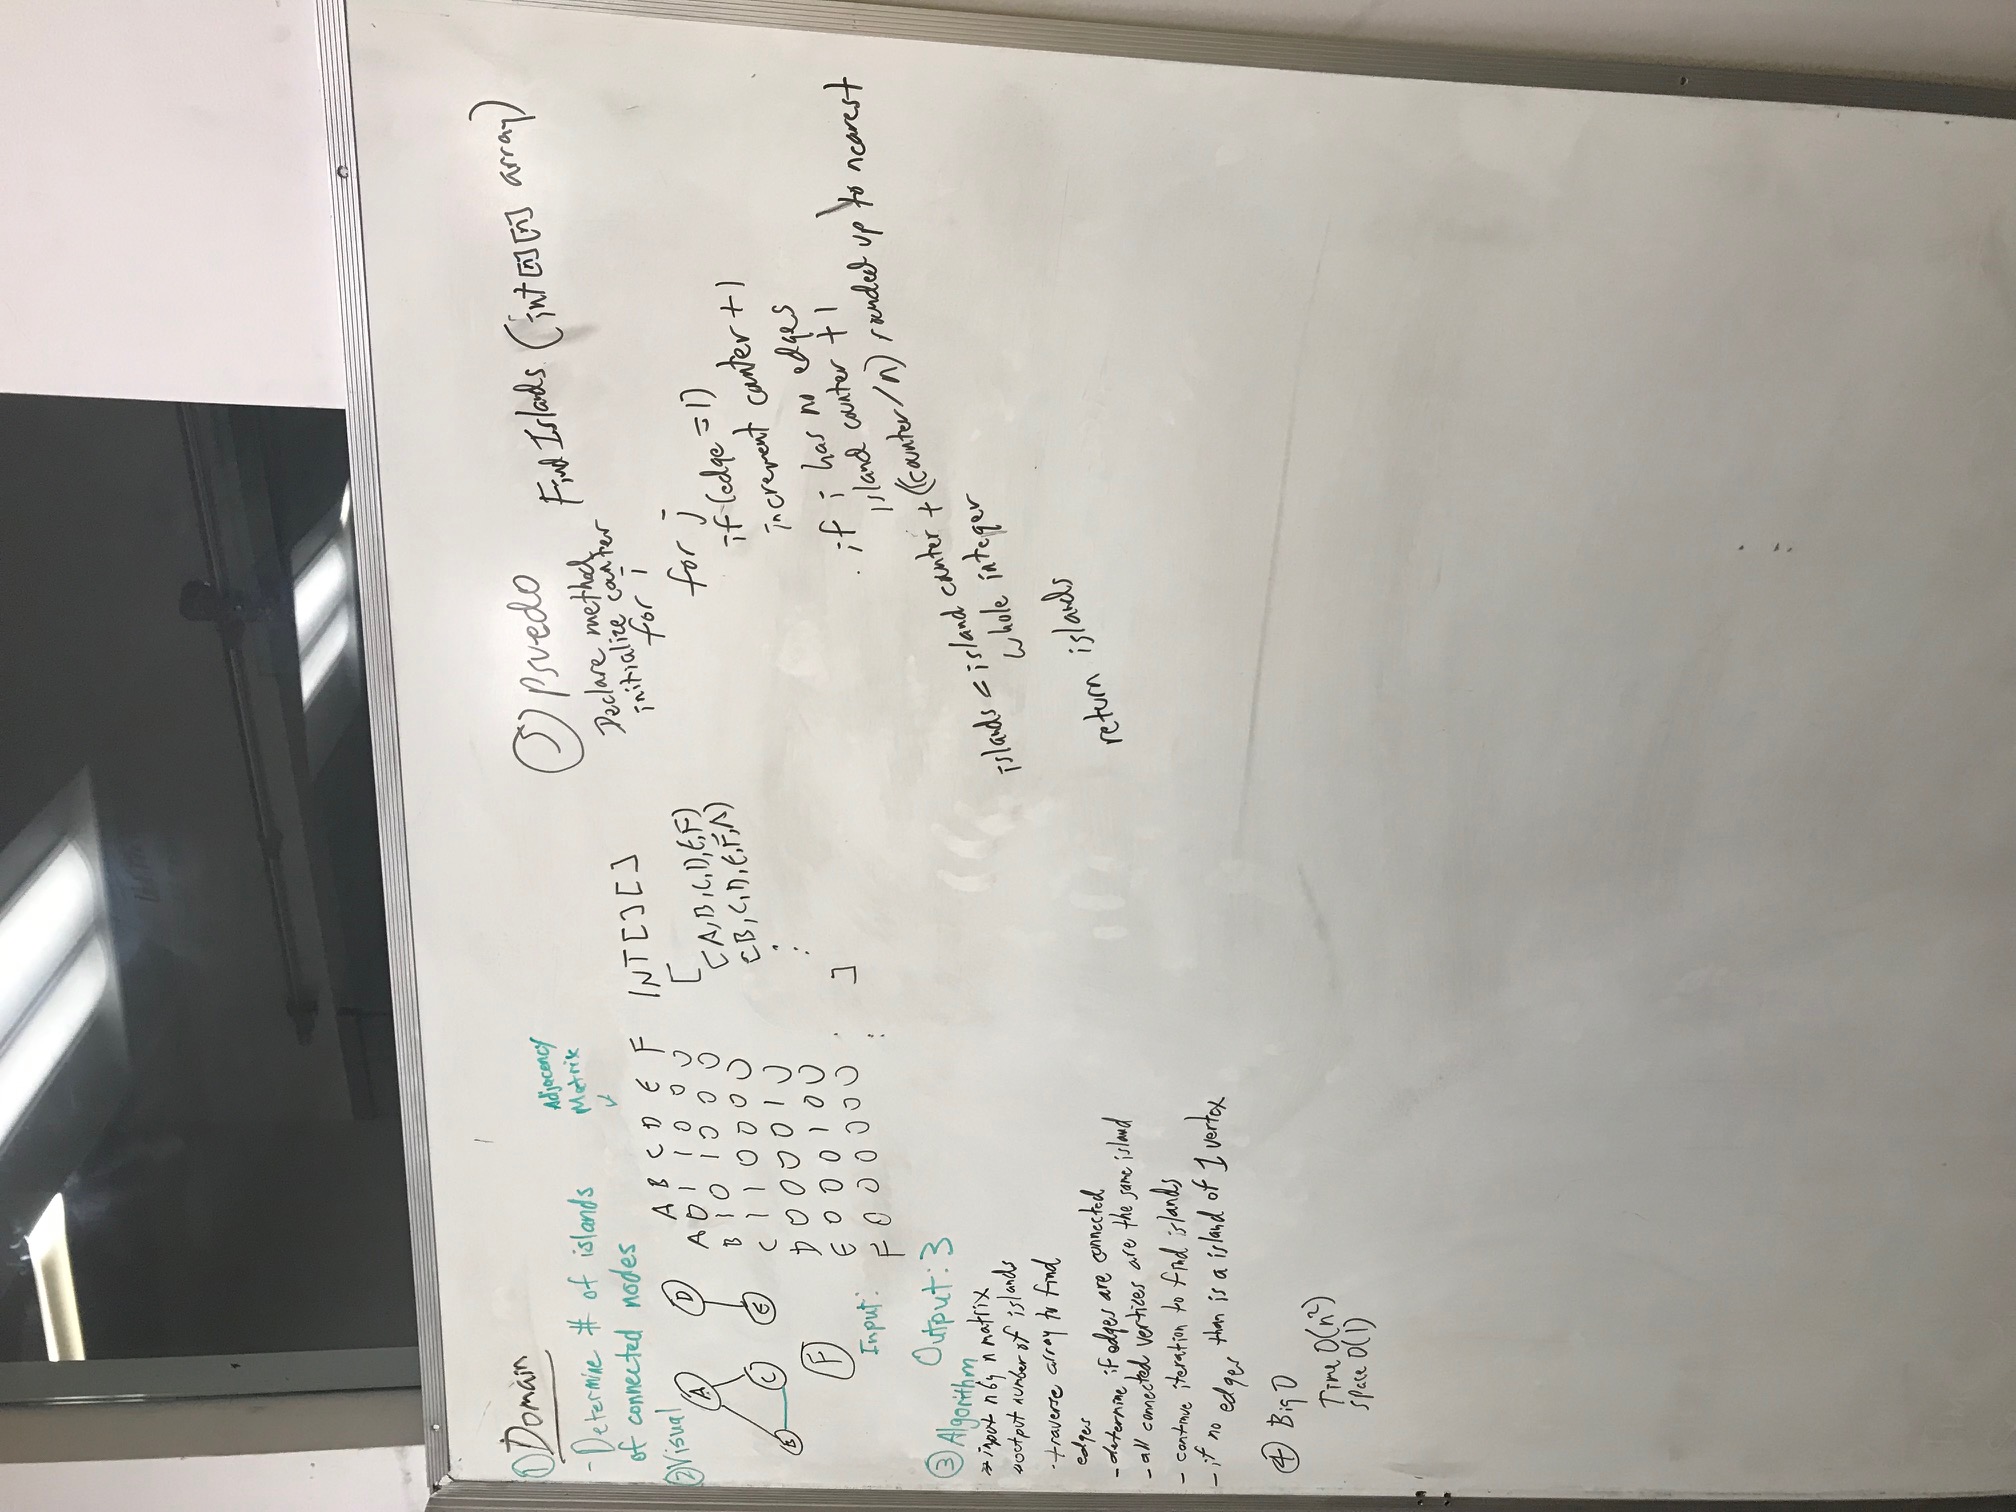 ① Domain
- Determine # of islands
of connected nodes
② Visual
A
B
C
D
E
F
Adjacency
Matrix
A B C D E F
A 0 1 1 0 0 0
B 1 0 1 0 0 0
C 1 1 0 0 0 0
D 0 0 0 0 1 0
E 0 0 0 1 0 0
F 0 0 0 0 0 0
INT [ ] [ ]
[
[A, B, C, D, E, F)
[B, C, D, E, F, A)
]
Input:
Output: 3
③ Algorithm
input n by n matrix
output number of islands
- traverse array to find
edges
- determine if edges are connected
- all connected vertices are the same island
- continue iteration to find islands
- if no edges than is a island of 1 vertex
④ Big O
Time O(n²)
space O(1)
⑤ Psvedo
Declare method Find Islands (int[n][n] array)
initialize counter
for i
for j
if (edge = 1)
increment counter + 1
if i has no edges
island counter + 1
islands = island counter + ((counter/n) rounded up to nearest
whole integer
return islands